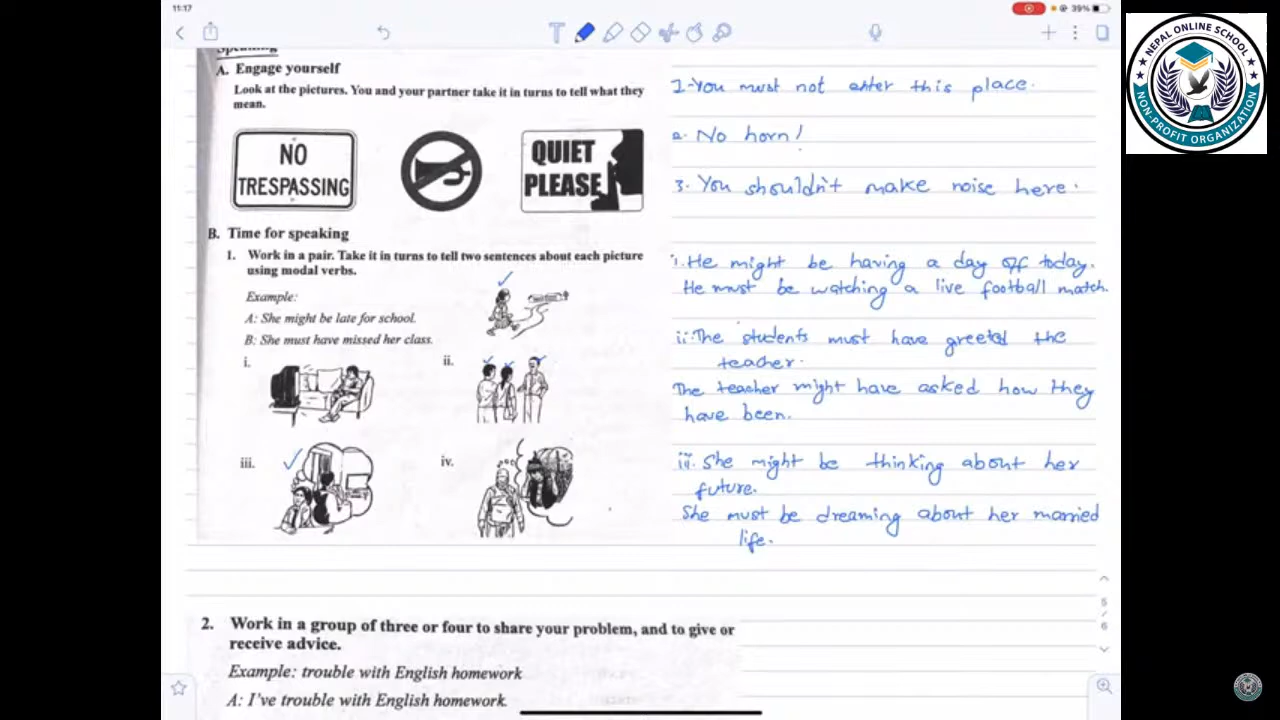 11:17
39%
NEPAL ONLINE SCHOOL
NON-PROFIT ORGANIZATION
Speaking
A. Engage yourself
Look at the pictures. You and your partner take it in turns to tell what they
mean.
NO
TRESPASSING
QUIET
PLEASE
1. You must not enter this place.
2. No horn!
3. You shouldn't make noise here.
B. Time for speaking
1. Work in a pair. Take it in turns to tell two sentences about each picture
using modal verbs.
Example:
A: She might be late for school.
B: She must have missed her class.
i.
ii.
iii.
iv.
i. He might be having a day off today.
He must be watching a live football match.
ii. The students must have greeted the
teacher.
The teacher might have asked how they
have been.
iii. She might be thinking about her
future.
She must be dreaming about her married
life.
5
6
2. Work in a group of three or four to share your problem, and to give or
receive advice.
Example: trouble with English homework
A: I've trouble with English homework.